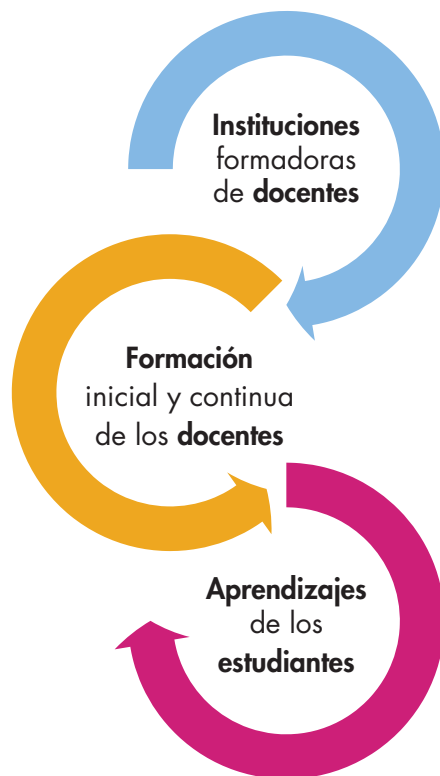 Instituciones
formadoras
de docentes
Formación
inicial y continua
de los docentes
Aprendizajes
de los
estudiantes